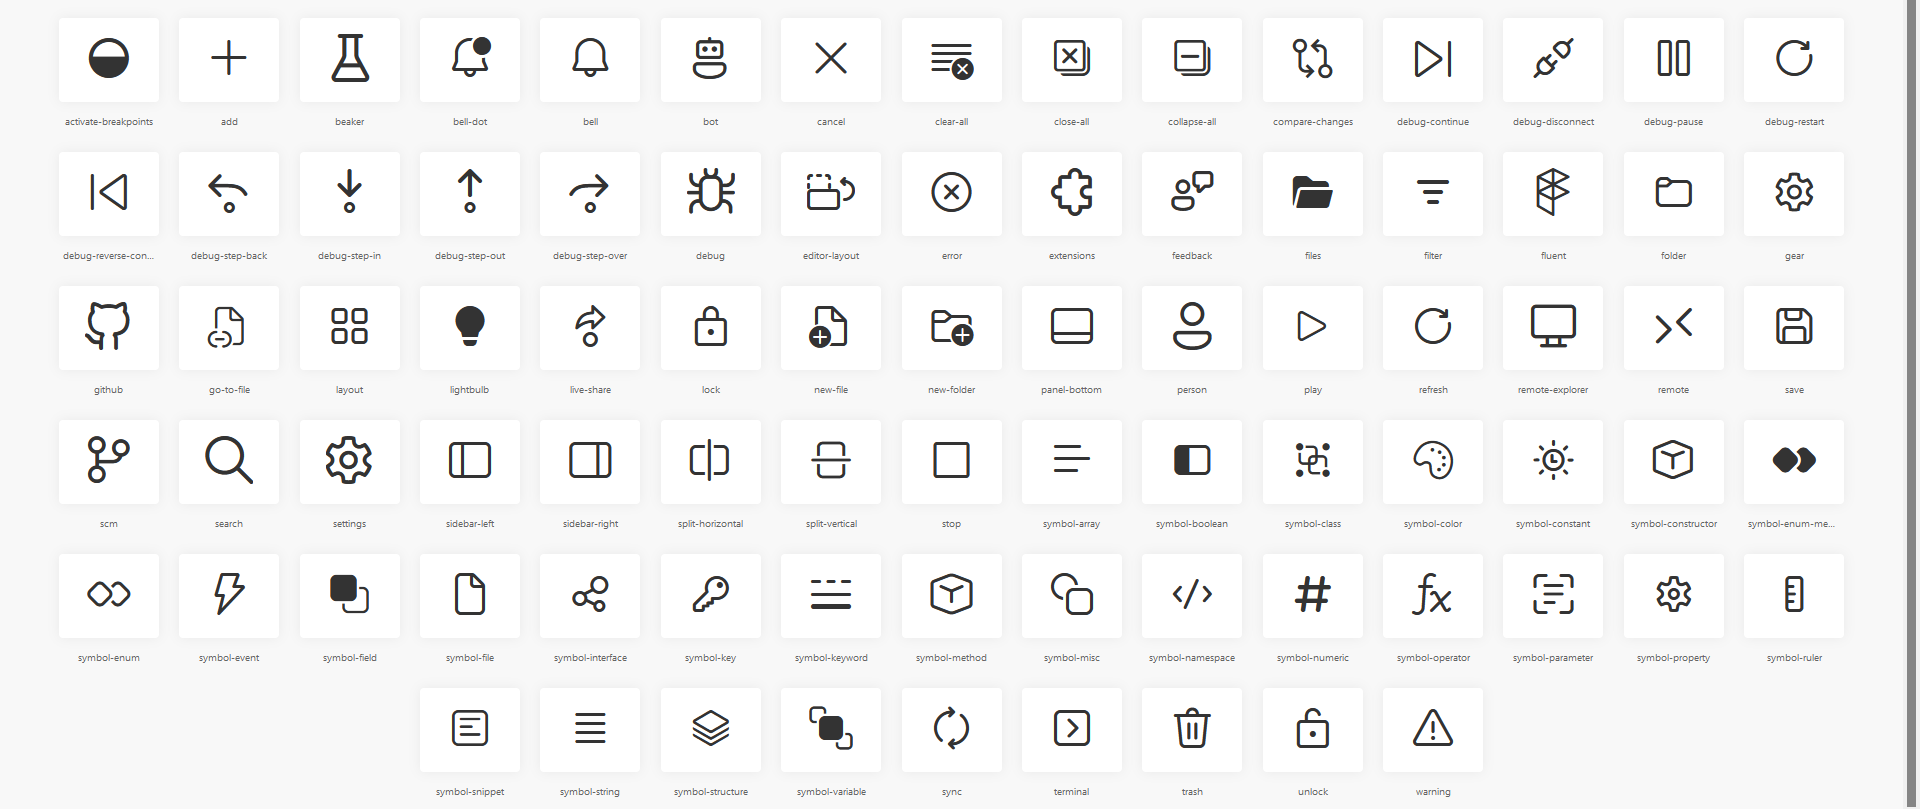 activate-breakpoints add beaker bell-dot bell bot cancel clear-all close-all collapse-all compare-changes debug-continue debug-disconnect debug-pause debug-restart
debug-reverse-con... debug-step-back debug-step-in debug-step-out debug-step-over debug editor-layout error extensions feedback files filter fluent folder gear
github go-to-file layout lightbulb live-share lock new-file new-folder panel-bottom person play refresh remote-explorer remote save
scm search settings sidebar-left sidebar-right split-horizontal split-vertical stop symbol-array symbol-boolean symbol-class symbol-color symbol-constant symbol-constructor symbol-enum-me...
symbol-enum symbol-event symbol-field symbol-file symbol-interface symbol-key symbol-keyword symbol-method symbol-misc symbol-namespace symbol-numeric symbol-operator symbol-parameter symbol-property symbol-ruler
symbol-snippet symbol-string symbol-structure symbol-variable sync terminal trash unlock warning